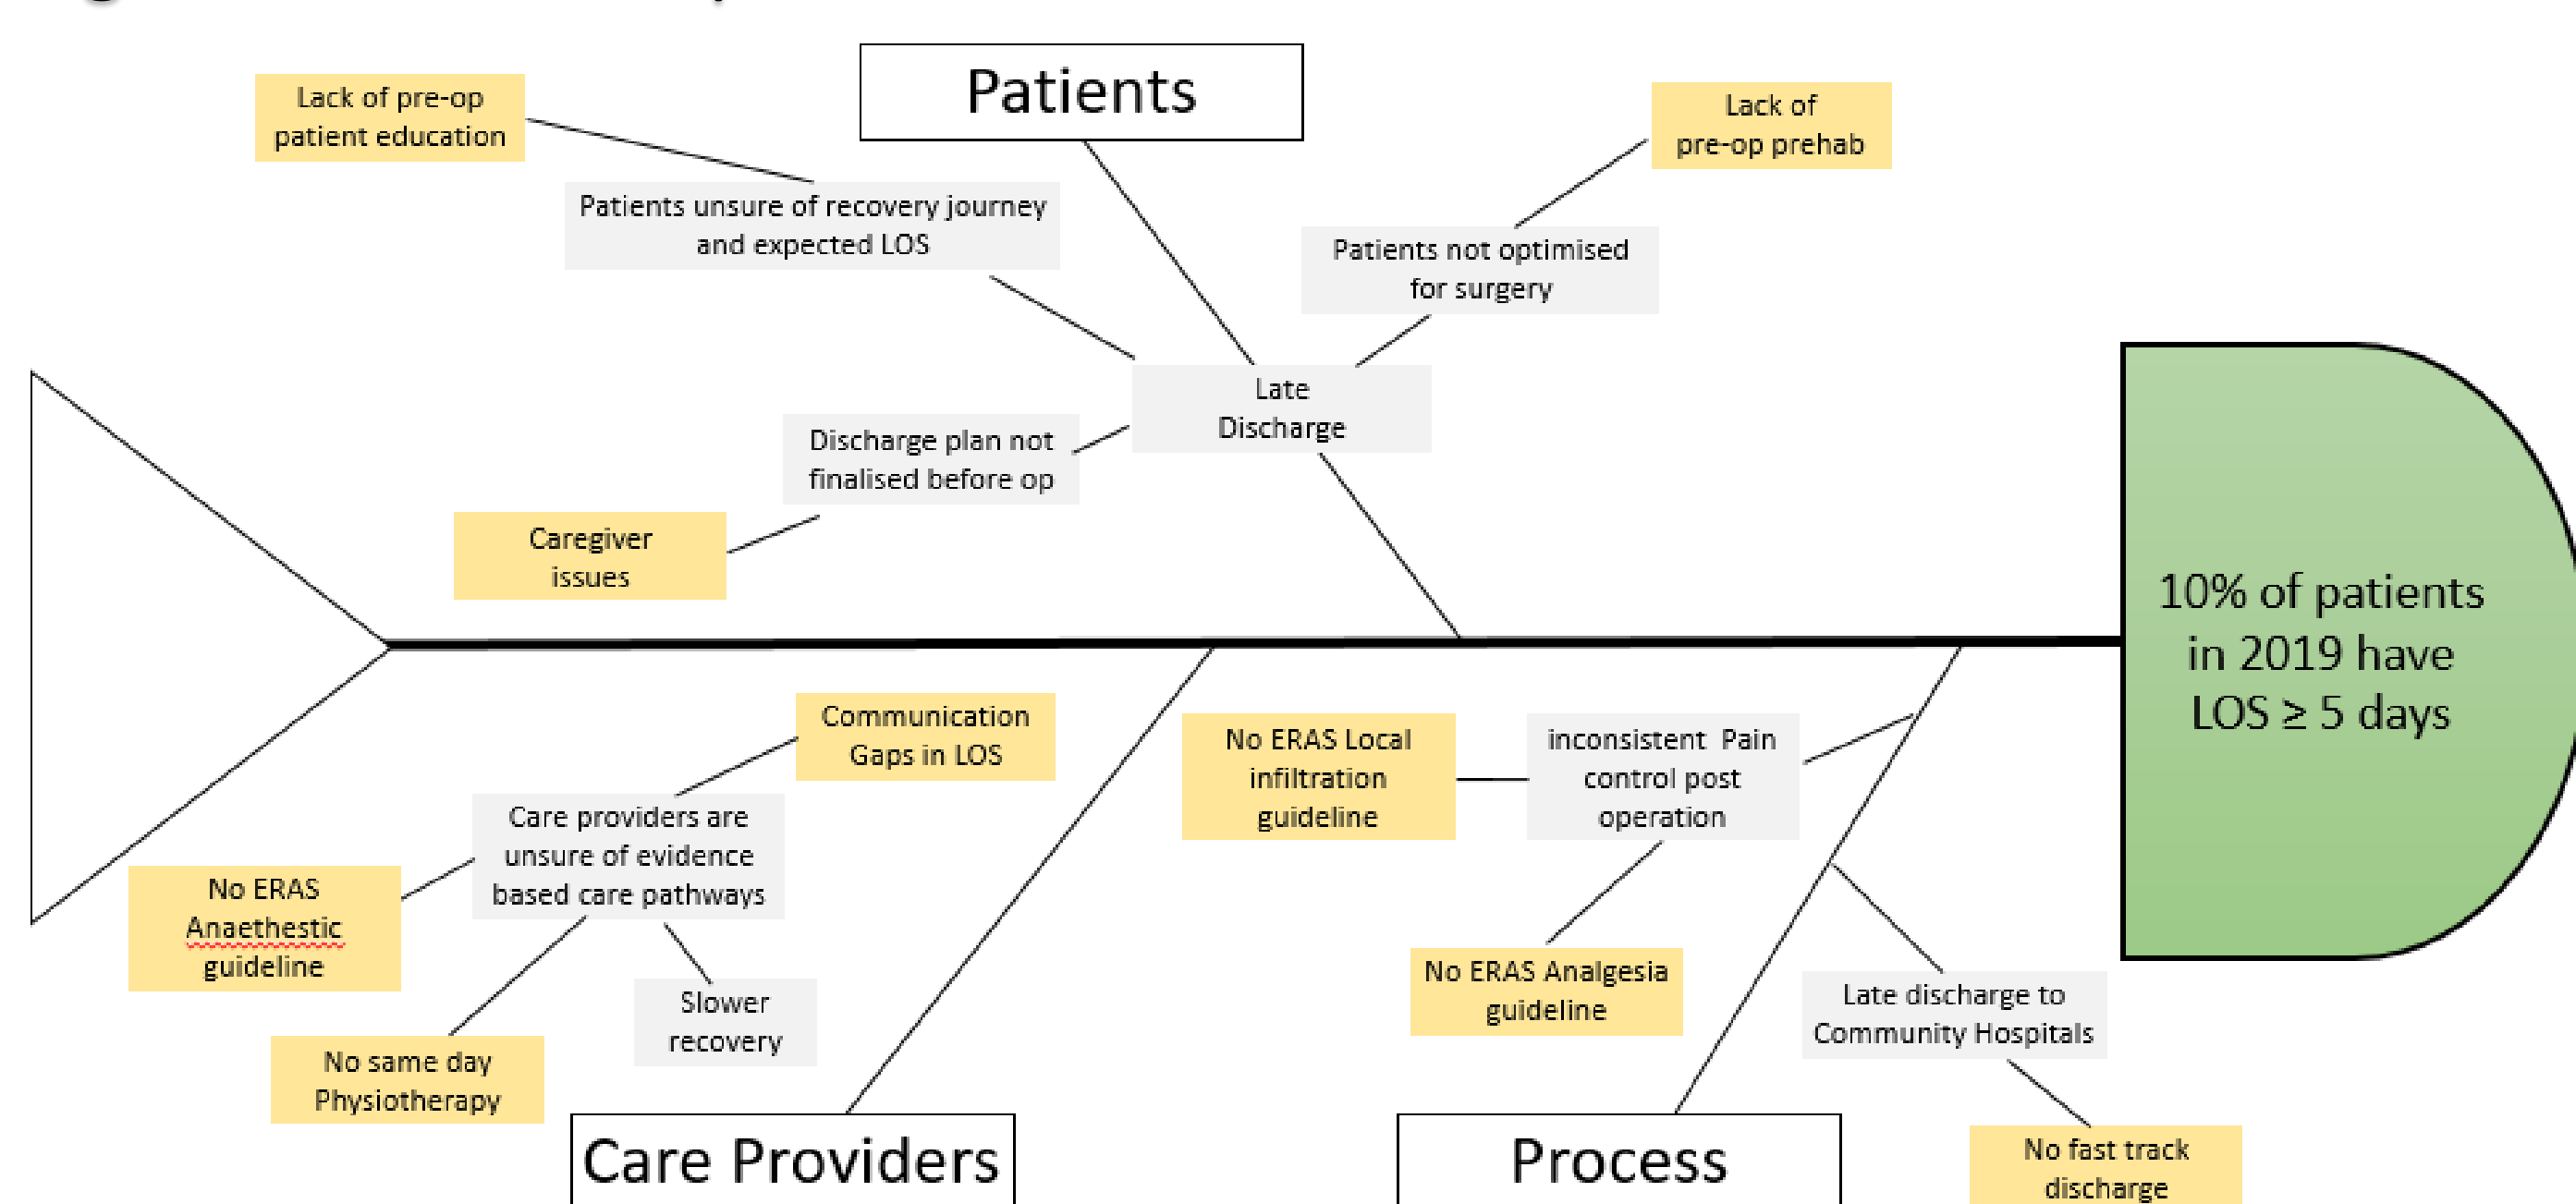 Patients
Lack of pre-op
patient education
Lack of
pre-op prehab
Patients unsure of recovery journey
and expected LOS
Patients not optimised
for surgery
Late
Discharge
Discharge plan not
finalised before op
Caregiver
issues
10% of patients
in 2019 have
LOS ≥ 5 days
Communication
Gaps in LOS
No ERAS Local
infiltration
guideline
inconsistent Pain
control post
operation
Care providers are
unsure of evidence
based care pathways
No ERAS
Anaethestic
guideline
No ERAS Analgesia
guideline
Slower
recovery
Late discharge to
Community Hospitals
No same day
Physiotherapy
Care Providers
Process
No fast track
discharge